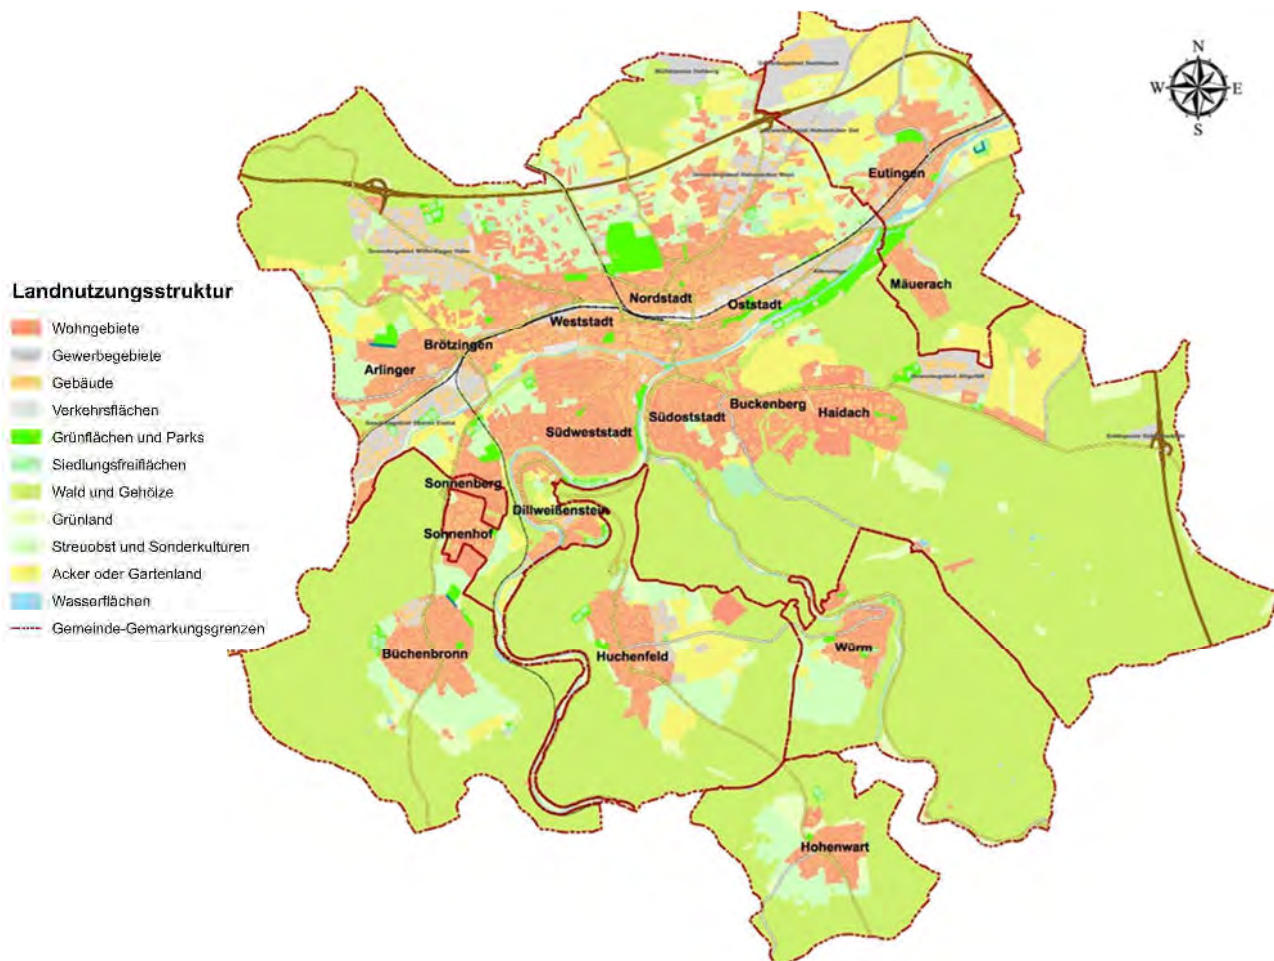 N
W E
S
Eutingen
Mäuerach
Nordstadt
Oststadt
Weststadt
Brötzingen
Arlinger
Südweststadt
Südoststadt
Buckenberg
Haidach
Sonnenberg
Dillweißenstein
Sonnenhof
Büchenbronn
Huchenfeld
Würm
Hohenwart
Landnutzungsstruktur
Wohngebiete
Gewerbegebiete
Gebäude
Verkehrsflächen
Grünflächen und Parks
Siedlungsfreiflächen
Wald und Gehölze
Grünland
Streuobst und Sonderkulturen
Acker oder Gartenland
Wasserflächen
Gemeinde-Gemarkungsgrenzen